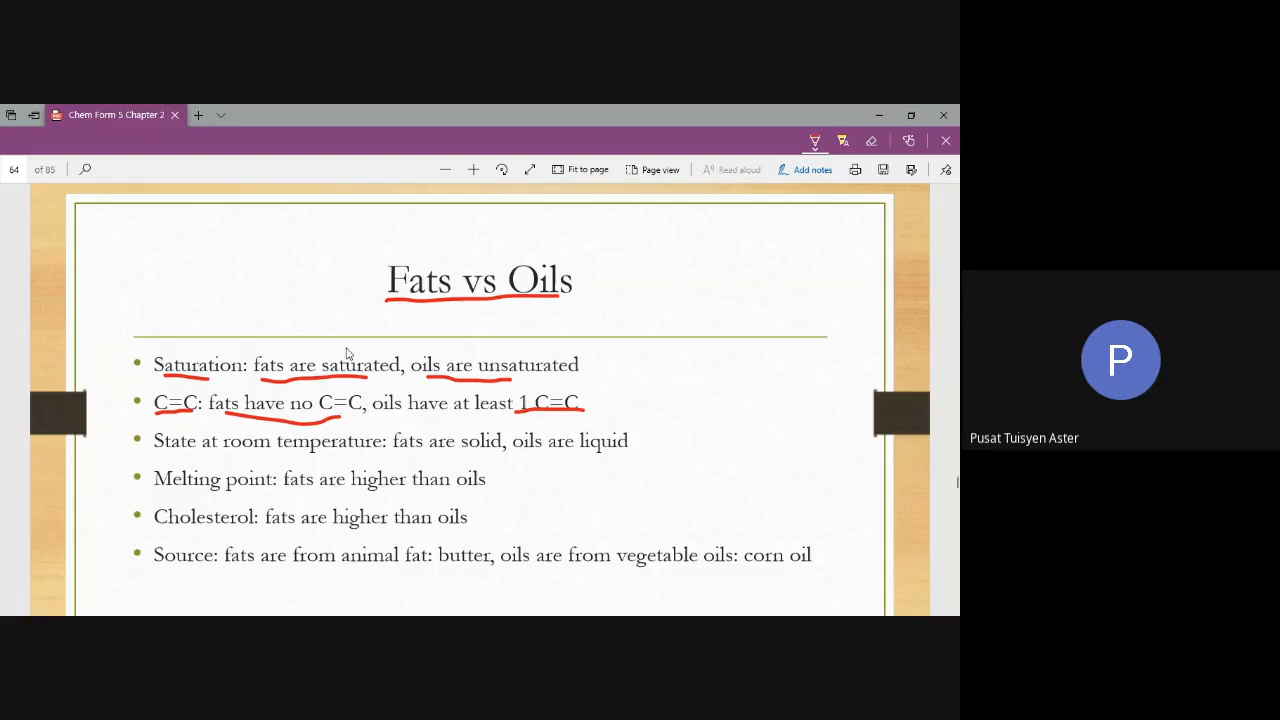 Chem Form 5 Chapter 2
64 of 85
Fit to page
Page view
Read aloud
Add notes
Fats vs Oils
• Saturation: fats are saturated, oils are unsaturated
• C=C: fats have no C=C, oils have at least 1 C=C
• State at room temperature: fats are solid, oils are liquid
• Melting point: fats are higher than oils
• Cholesterol: fats are higher than oils
• Source: fats are from animal fat: butter, oils are from vegetable oils: corn oil
P
Pusat Tuisyen Aster